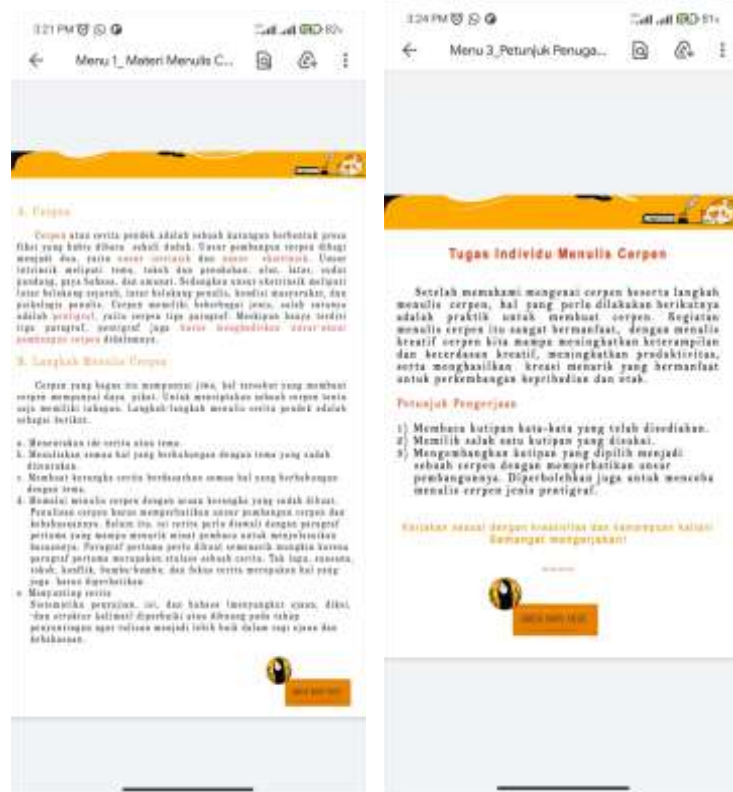 3:21 PM
82%
Menu 1_ Materi Menulis C...
A. Cerpen
Cerpen atau cerita pendek adalah sebuah karangan berbentuk prosa
fiksi yang habis dibaca sekali duduk. Unsur pembangun cerpen dibagi
menjadi dua, yaitu unsur intrinsik dan unsur ekstrinsik. Unsur
intrinsik meliputi tema, tokoh dan penokohan, alur, latar, sudut
pandang, gaya bahasa, dan amanat. Sedangkan unsur ekstrinsik meliputi
latar belakang sejarah, latar belakang penulis, kondisi masyarakat, dan
psikologis penulis. Cerpen memiliki beberapa jenis, salah satunya
adalah pentigraf, yaitu cerpen tiga paragraf. Meskipun hanya terdiri
tiga paragraf, pentigraf juga harus menghadirkan unsur-unsur
pembangun cerpen didalamnya.
B. Langkah Menulis Cerpen
Cerpen yang bagus itu mempunyai jiwa, hal tersebut yang membuat
cerpen mempunyai daya pikat. Untuk menciptakan sebuah cerpen tentu
saja memiliki tahapan. Langkah-langkah menulis cerita pendek adalah
sebagai berikut.
a. Menentukan ide cerita atau tema.
b. Menuliskan semua hal yang berhubungan dengan tema yang sudah
ditentukan.
c. Membuat kerangka cerita berdasarkan semua hal yang berhubungan
dengan tema.
d. Memulai menulis cerpen dengan acuan kerangka yang sudah dibuat.
Penulisan cerpen harus memperhatikan unsur pembangun cerpen dan
kebahasaannya. Selain itu, isi cerita perlu diawali dengan paragraf
pertama yang mampu menarik minat pembaca untuk menyelesaikan
bacaannya. Paragraf pertama perlu dibuat semenarik mungkin karena
paragraf pertama merupakan etalase sebuah cerita. Tak lupa, suasana,
tokoh, konflik, bumbu-bumbu, dan fokus cerita merupakan hal yang
juga harus diperhatikan
e. Menyunting cerita
Sistematika penyajian, isi, dan bahasa (menyangkut ejaan, diksi,
dan struktur kalimat) diperbaiki atau dibuang pada tahap
penyuntingan agar tulisan menjadi lebih baik dalam segi ejaan dan
kebahasaan.
3:24 PM
81%
Menu 3_Petunjuk Penuga...
Tugas Individu Menulis Cerpen
Setelah memahami mengenai cerpen beserta langkah
menulis cerpen, hal yang perlu dilakukan berikutnya
adalah praktik untuk membuat cerpen. Kegiatan
menulis cerpen itu sangat bermanfaat, dengan menulis
kreatif cerpen kita mampu meningkatkan keterampilan
dan kecerdasan kreatif, meningkatkan produktivitas,
serta menghasilkan kreasi menarik yang bermanfaat
untuk perkembangan kepribadian dan otak.
Petunjuk Pengerjaan
1) Membaca kutipan kata-kata yang telah disediakan.
2) Memilih salah satu kutipan yang disukai.
3) Mengembangkan kutipan yang dipilih menjadi
sebuah cerpen dengan memperhatikan unsur
pembangunnya. Diperbolehkan juga untuk mencoba
menulis cerpen jenis pentigraf.
Kerjakan sesuai dengan kreativitas dan kemampuan kalian!
Semangat mengerjakan!